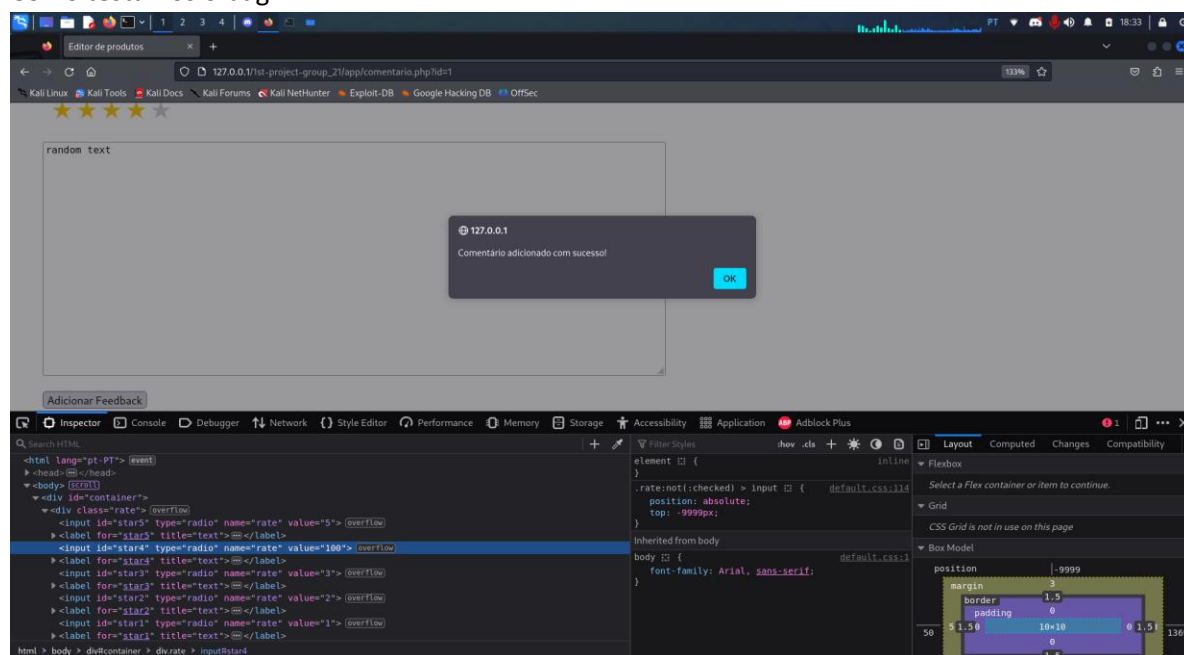 1 2 3 4
PT
18:33
Editor de produtos
127.0.0.1/1st-project-group_21/app/comentario.php?id=1
133%
Kali Linux Kali Tools Kali Docs Kali Forums Kali NetHunter Exploit-DB Google Hacking DB OffSec
random text
127.0.0.1
Comentário adicionado com sucesso!
OK
Adicionar Feedback
Inspector Console Debugger Network Style Editor Performance Memory Storage Accessibility Application Adblock Plus 1
Search HTML
<html lang="pt-PT"> event
<head> </head>
<body> scroll
<div id="container">
<div class="rate"> overflow
<input id="star5" type="radio" name="rate" value="5"> overflow
<label for="star5" title="text"> </label>
<input id="star4" type="radio" name="rate" value="100"> overflow
<label for="star4" title="text"> </label>
<input id="star3" type="radio" name="rate" value="3"> overflow
<label for="star3" title="text"> </label>
<input id="star2" type="radio" name="rate" value="2"> overflow
<label for="star2" title="text"> </label>
<input id="star1" type="radio" name="rate" value="1"> overflow
<label for="star1" title="text"> </label>
html > body > div#container > div.rate > input#star4
Filter Styles :hov .cls
element { inline
}
.rate:not(:checked) > input { default.css:114
position: absolute;
top: -9999px;
}
Inherited from body
body { default.css:1
font-family: Arial, sans-serif;
}
Layout Computed Changes Compatibility
Flexbox
Select a Flex container or item to continue.
Grid
CSS Grid is not in use on this page
Box Model
position -9999
margin 3
border 1.5
padding 0
50 5 1.5 0 10×10 0 1.5
0